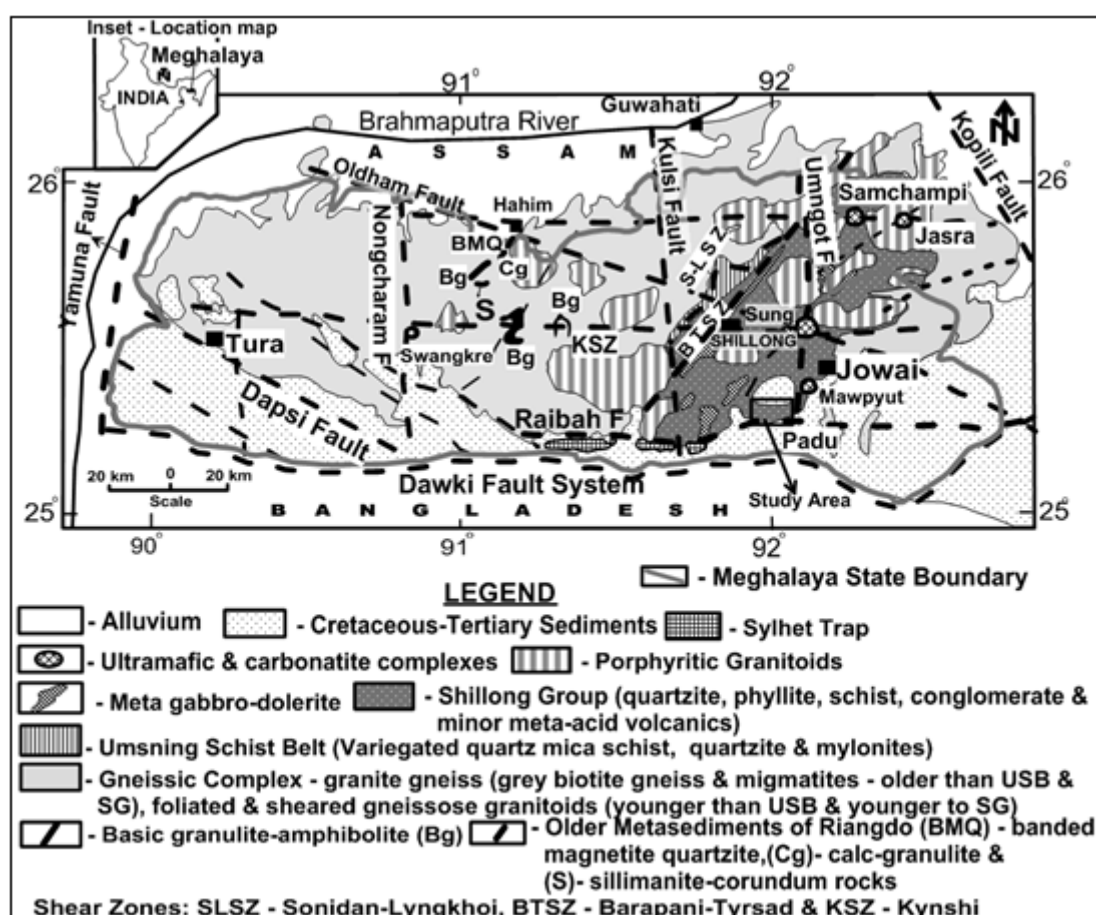 Inset - Location map
Meghalaya
N
INDIA
91°
92°
Guwahati
N
Brahmaputra River
A S S A M
26°
26°
Oldham Fault
Kulsi Fault
Umngot F
Kopili Fault
Samchampi
Jasra
Hahim
BMQ
Cg
Yamuna Fault
Nongcharam F
Bg
S
Bg
S-LSZ
BTSZ
Sung
SHILLONG
KSZ
Tura
Swangkre
Bg
Jowai
Mawpyut
Dapsi Fault
Raibah F
Padu
20 km 0 20 km
Scale
Dawki Fault System
Study Area
B A N G L A D E S H
25°
25°
90°
91°
92°
- Meghalaya State Boundary
LEGEND
- Alluvium - Cretaceous-Tertiary Sediments - Sylhet Trap
- Ultramafic & carbonatite complexes - Porphyritic Granitoids
- Meta gabbro-dolerite - Shillong Group (quartzite, phyllite, schist, conglomerate &
minor meta-acid volcanics)
- Umsning Schist Belt (Variegated quartz mica schist, quartzite & mylonites)
- Gneissic Complex - granite gneiss (grey biotite gneiss & migmatites - older than USB &
SG), foliated & sheared gneissose granitoids (younger than USB & younger to SG)
- Basic granulite-amphibolite (Bg) - Older Metasediments of Riangdo (BMQ) - banded
magnetite quartzite,(Cg)- calc-granulite &
(S)- sillimanite-corundum rocks
Shear Zones: SLSZ - Sonidan-Lyngkhoi, BTSZ - Barapani-Tyrsad & KSZ - Kynshi